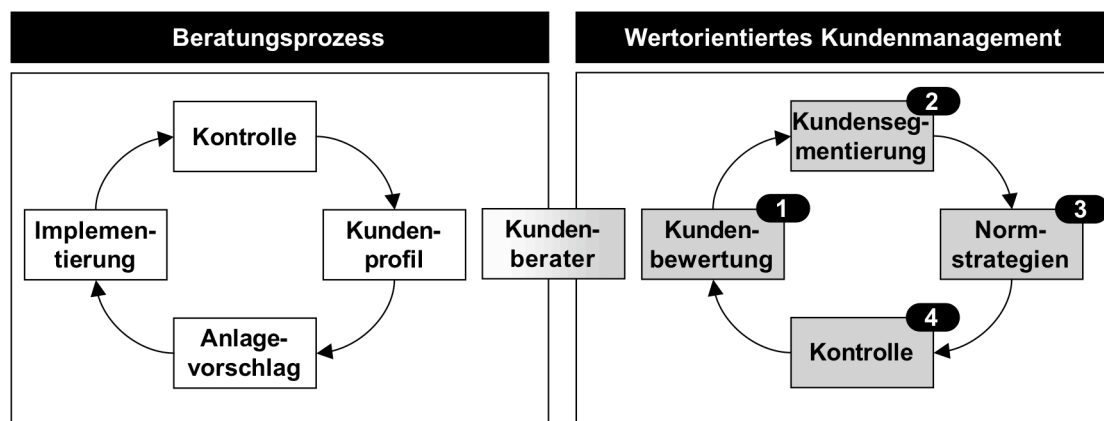 Beratungsprozess
Kontrolle
Implemen-
tierung
Kunden-
profil
Anlage-
vorschlag
Kunden-
berater
Wertorientiertes Kundenmanagement
2
Kundenseg-
mentierung
1
Kunden-
bewertung
3
Norm-
strategien
4
Kontrolle